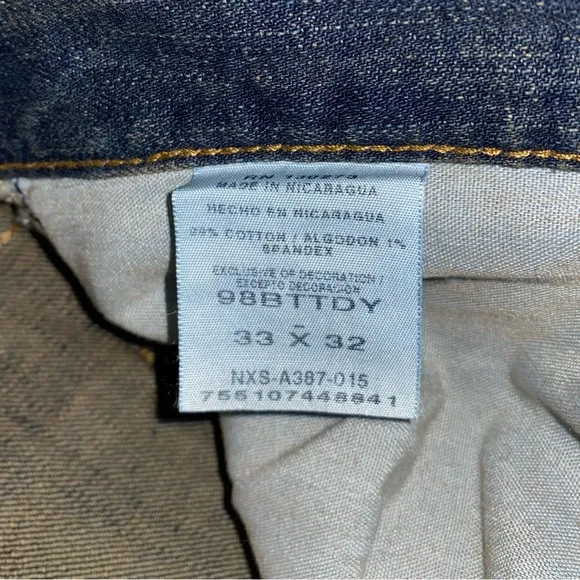 MADE IN NICARAGUA
HECHO EN NICARAGUA
99% COTTON / ALGODON 1%
SPANDEX
EXCLUSIVE OF DECORATION /
EXCEPTO DECORACION
98BTTDY
33 X 32
NXS-A387-015
755107448841